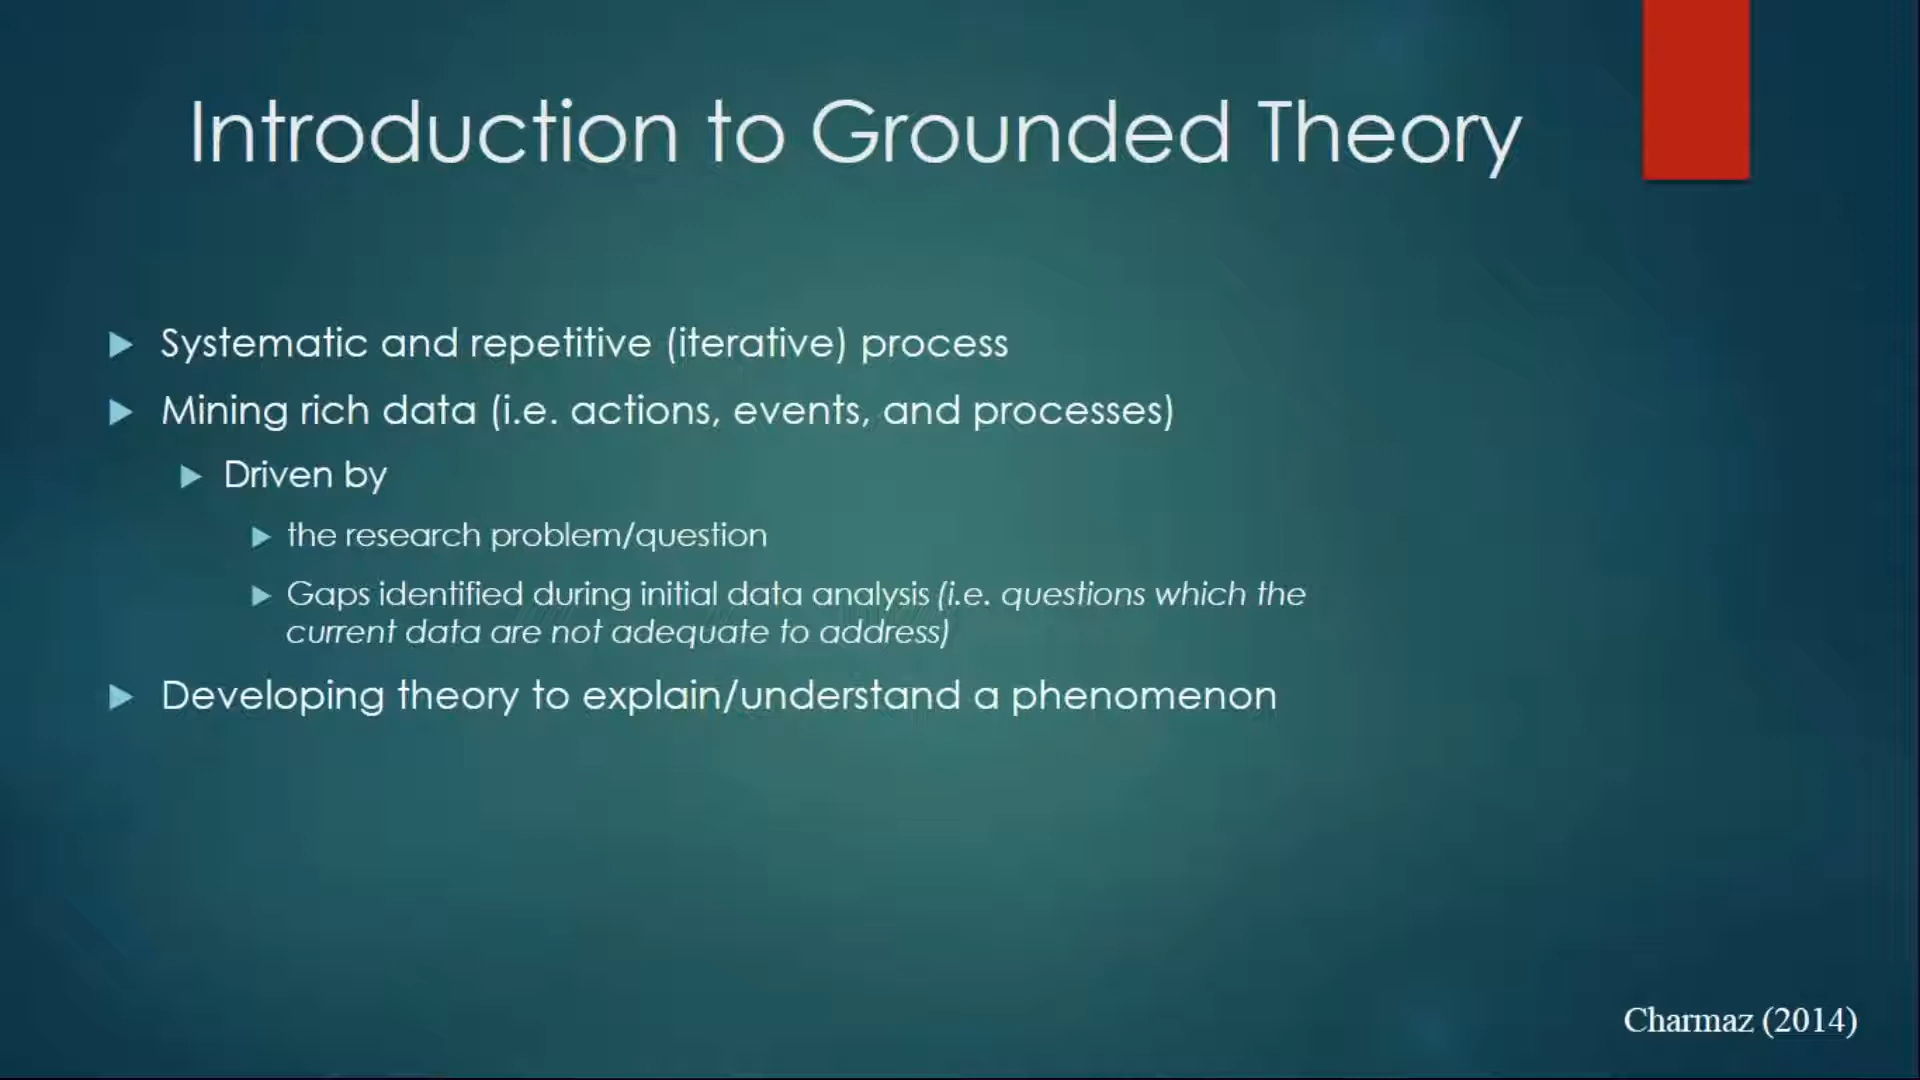 Introduction to Grounded Theory
Systematic and repetitive (iterative) process
Mining rich data (i.e. actions, events, and processes)
Driven by
the research problem/question
Gaps identified during initial data analysis (i.e. questions which the
current data are not adequate to address)
Developing theory to explain/understand a phenomenon
Charmaz (2014)